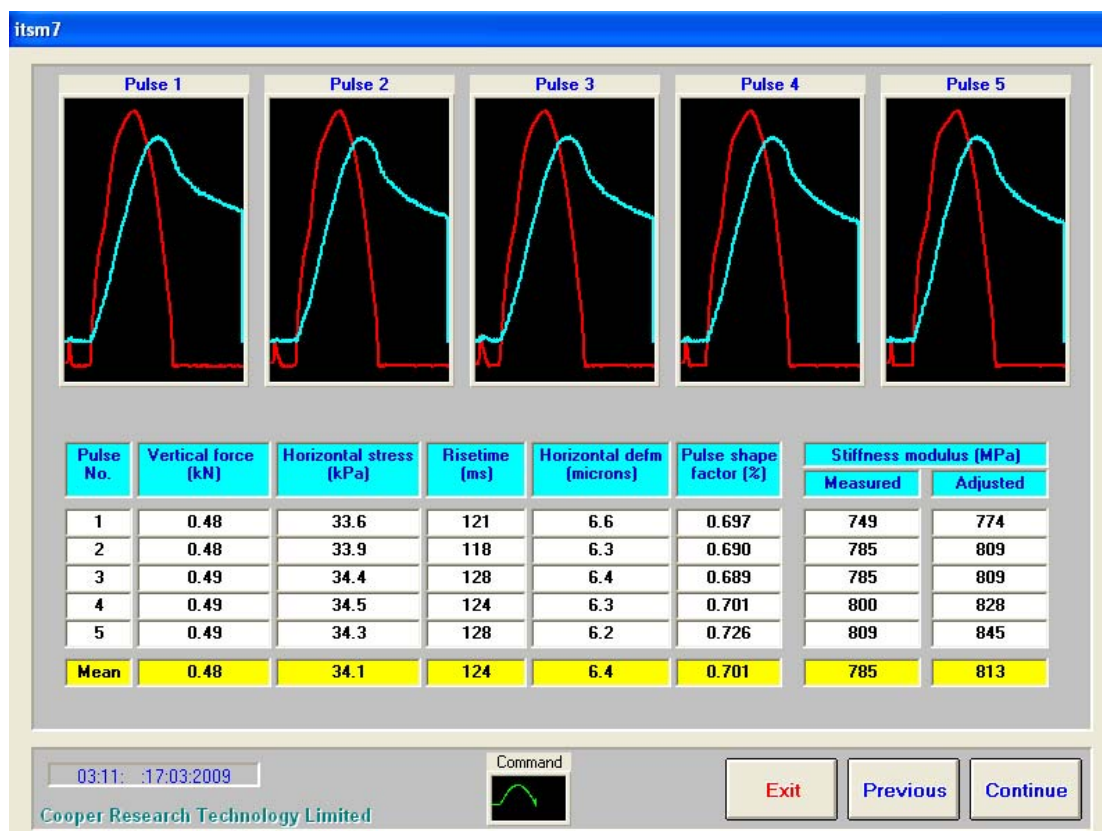 itsm7
Pulse 1 Pulse 2 Pulse 3 Pulse 4 Pulse 5
Pulse No. Vertical force (kN) Horizontal stress (kPa) Risetime (ms) Horizontal defm (microns) Pulse shape factor (%) Stiffness modulus (MPa)
Measured Adjusted
1 0.48 33.6 121 6.6 0.697 749 774
2 0.48 33.9 118 6.3 0.690 785 809
3 0.49 34.4 128 6.4 0.689 785 809
4 0.49 34.5 124 6.3 0.701 800 828
5 0.49 34.3 128 6.2 0.726 809 845
Mean 0.48 34.1 124 6.4 0.701 785 813
03:11: :17:03:2009
Command
Exit Previous Continue
Cooper Research Technology Limited